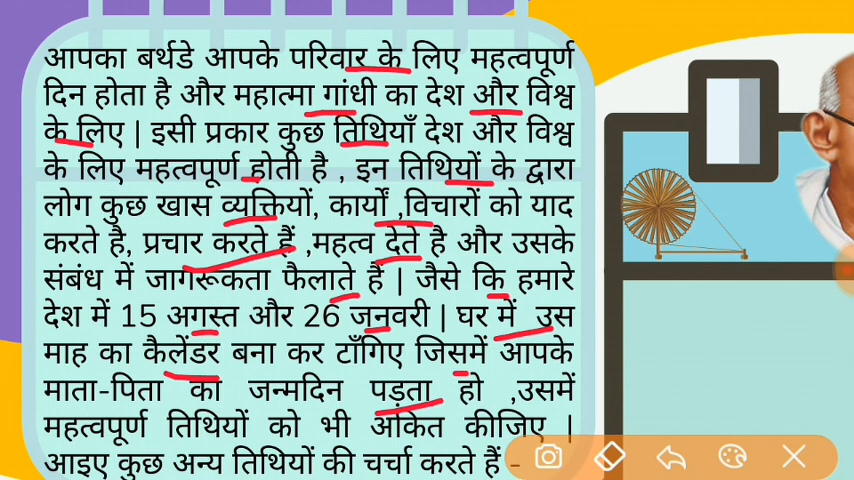 आपका बर्थडे आपके परिवार के लिए महत्वपूर्ण
दिन होता है और महात्मा गांधी का देश और विश्व
के लिए | इसी प्रकार कुछ तिथियाँ देश और विश्व
के लिए महत्वपूर्ण होती है , इन तिथियों के द्वारा
लोग कुछ खास व्यक्तियों, कार्यों ,विचारों को याद
करते है, प्रचार करते हैं ,महत्व देते है और उसके
संबंध में जागरूकता फैलाते हैं | जैसे कि हमारे
देश में 15 अगस्त और 26 जनवरी | घर में उस
माह का कैलेंडर बना कर टाँगिए जिसमें आपके
माता-पिता का जन्मदिन पड़ता हो ,उसमें
महत्वपूर्ण तिथियों को भी अंकित कीजिए |
आइए कुछ अन्य तिथियों की चर्चा करते हैं -